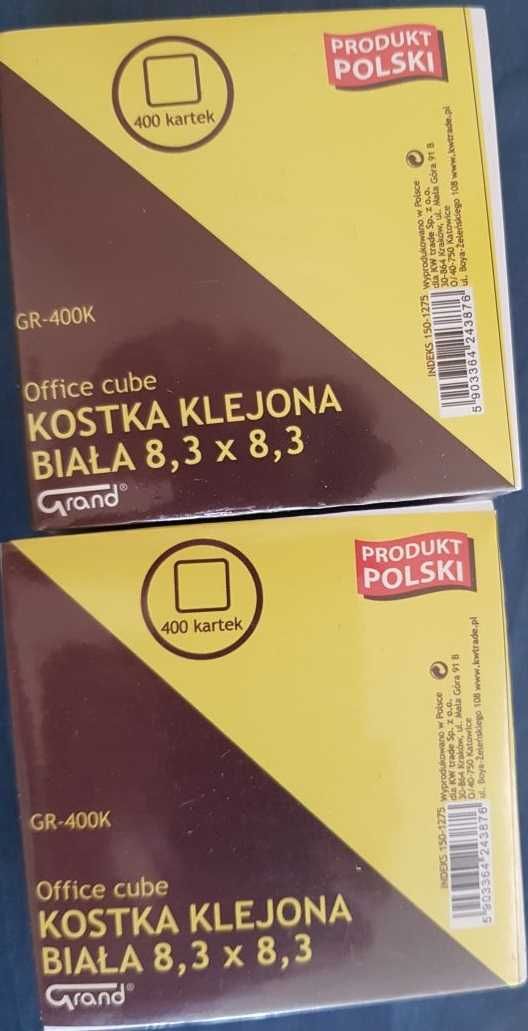 PRODUKT
POLSKI
400 kartek
INDEKS 150-1275
5 903364 243876
Wyprodukowano w Polsce
dla KW trade Sp. z o.o.
30-864 Kraków, ul. Mała Góra 91 B
O/40-750 Katowice
ul. Boya-Żeleńskiego 108 www.kwtrade.pl
GR-400K
Office cube
KOSTKA KLEJONA
BIAŁA 8,3 x 8,3
Grand®
PRODUKT
POLSKI
400 kartek
INDEKS 150-1275
5 903364 243876
Wyprodukowano w Polsce
dla KW trade Sp. z o.o.
30-864 Kraków, ul. Mała Góra 91 B
O/40-750 Katowice
ul. Boya-Żeleńskiego 108 www.kwtrade.pl
GR-400K
Office cube
KOSTKA KLEJONA
BIAŁA 8,3 x 8,3
Grand®